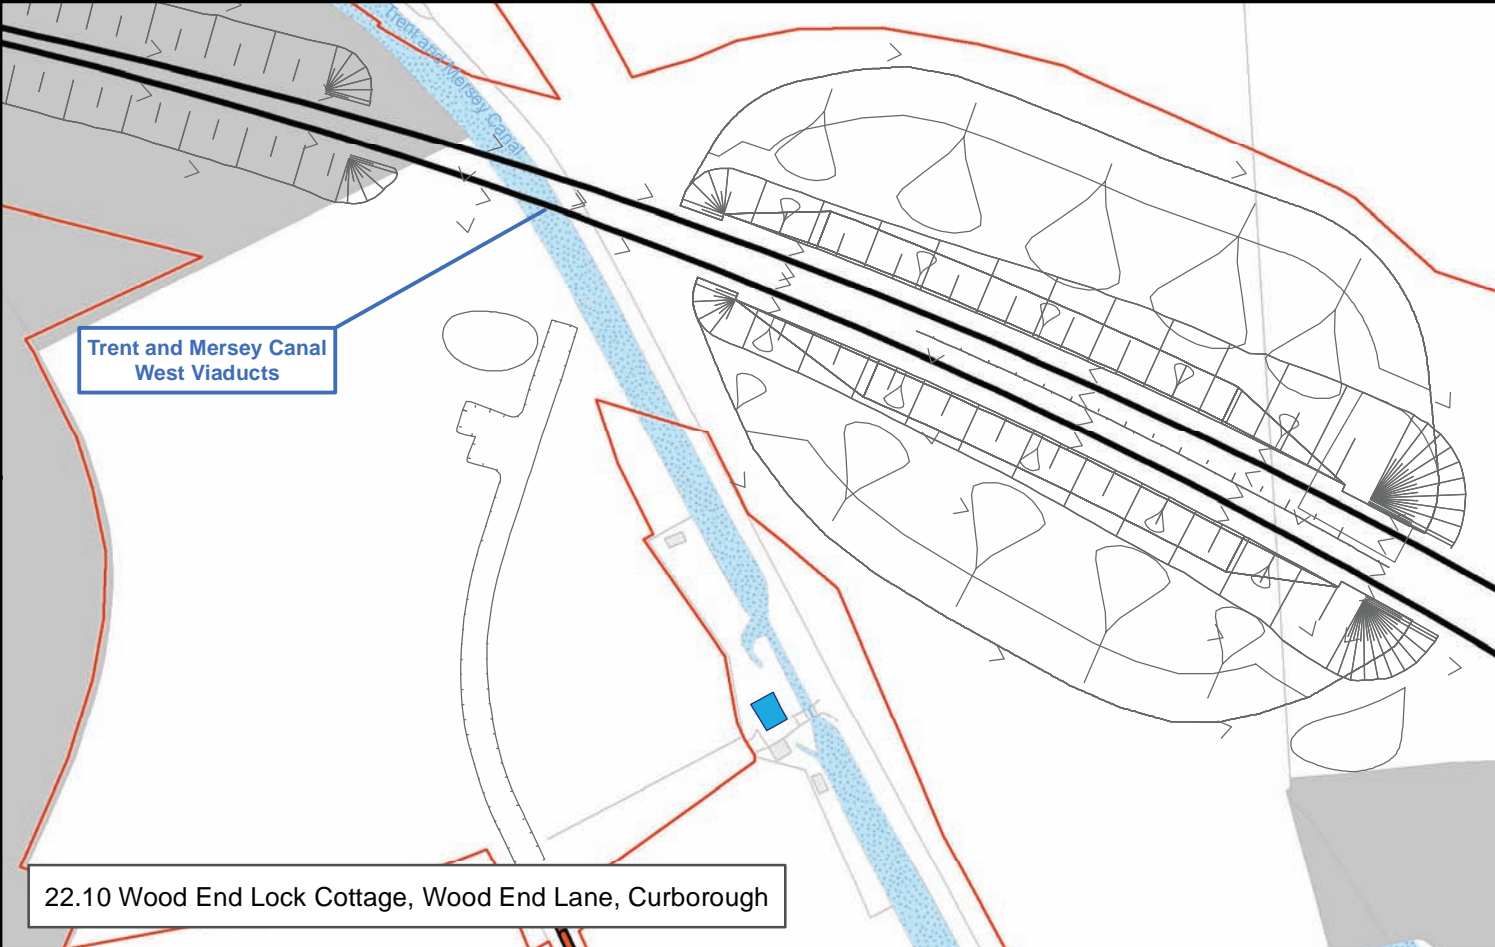 Trent and Mersey Canal
Trent and Mersey Canal
West Viaducts
22.10 Wood End Lock Cottage, Wood End Lane, Curborough